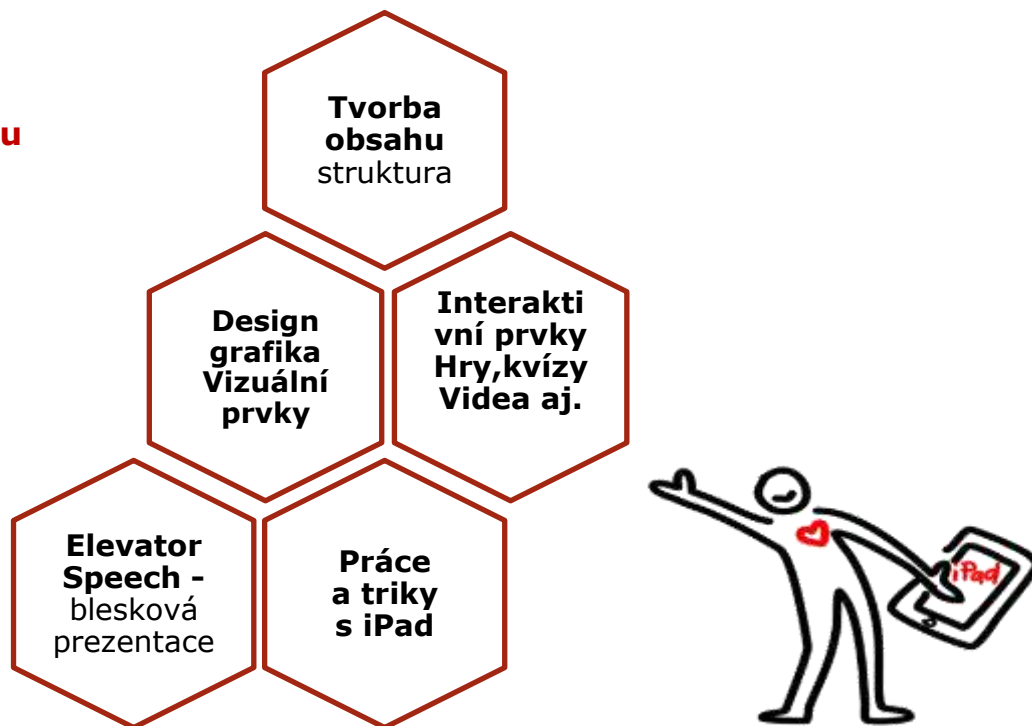 u
Tvorba
obsahu
struktura
Design
grafika
Vizuální
prvky
Interakti
vní prvky
Hry,kvízy
Videa aj.
Elevator
Speech -
blesková
prezentace
Práce
a triky
s iPad
iPad